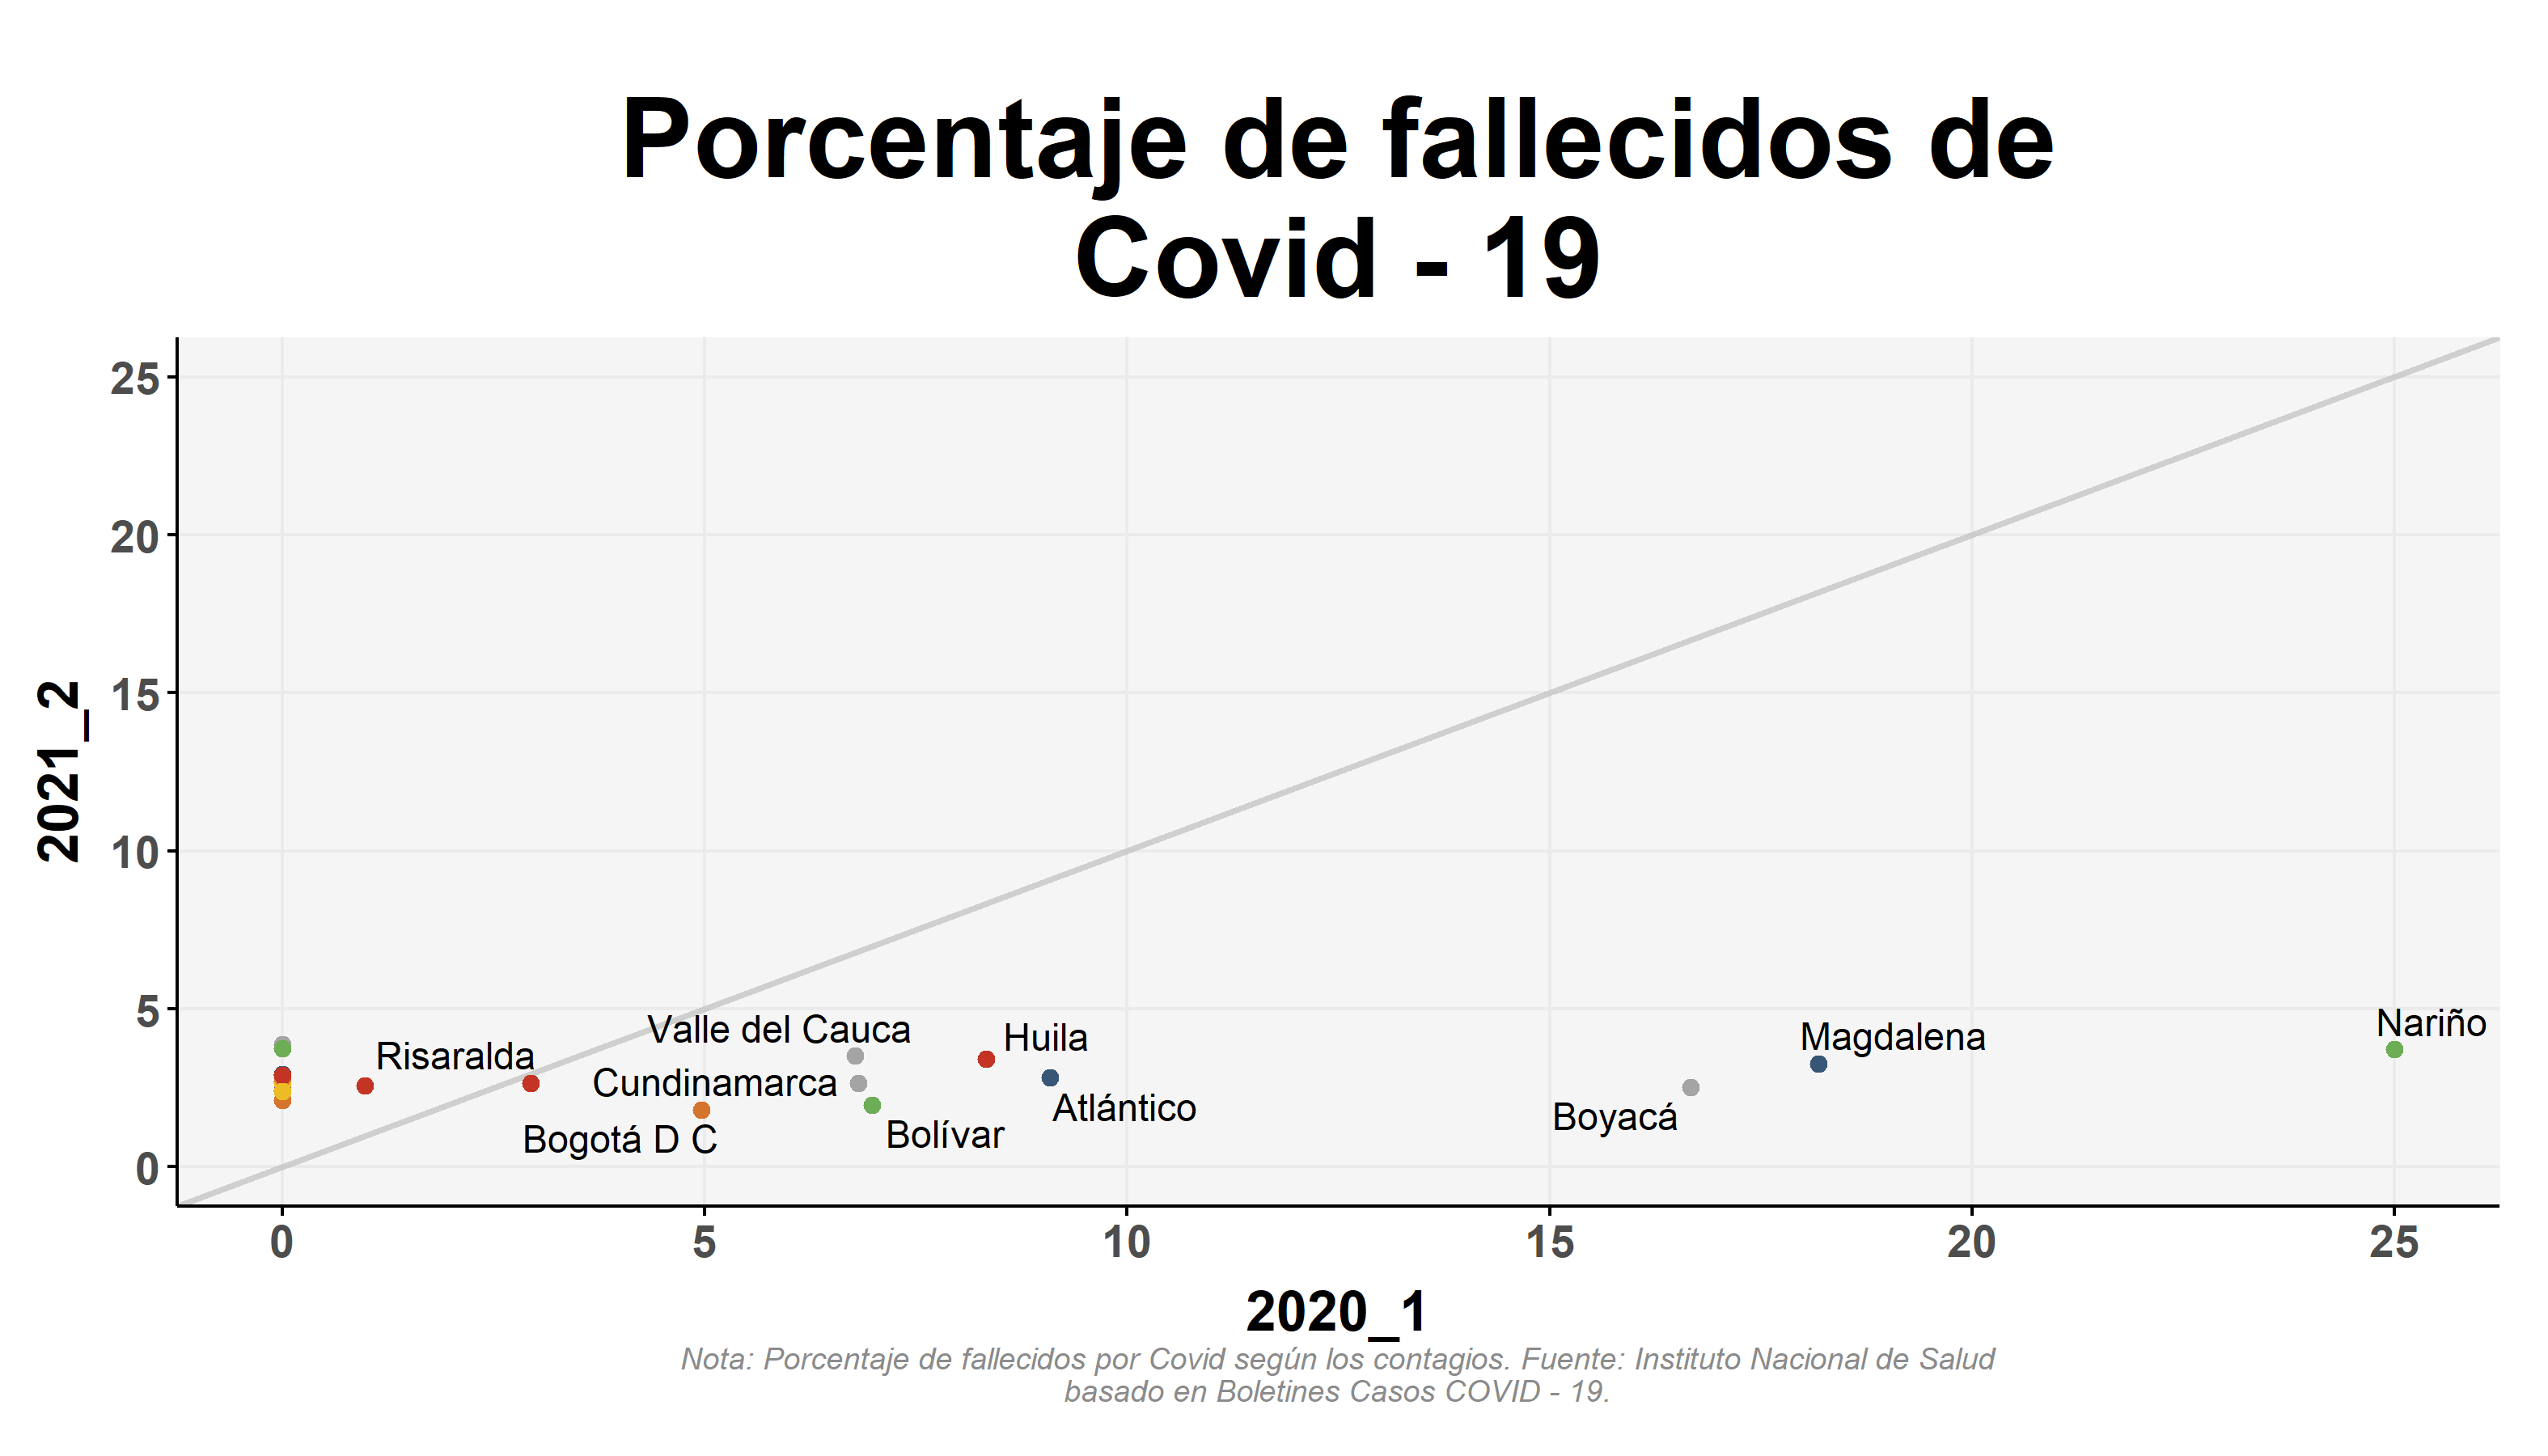 Porcentaje de fallecidos de
Covid - 19
2021_2
25
20
15
10
5
0
Risaralda
Valle del Cauca
Cundinamarca
Bogotá D C
Bolívar
Huila
Atlántico
Boyacá
Magdalena
Nariño
0 5 10 15 20 25
2020_1
Nota: Porcentaje de fallecidos por Covid según los contagios. Fuente: Instituto Nacional de Salud
basado en Boletines Casos COVID - 19.